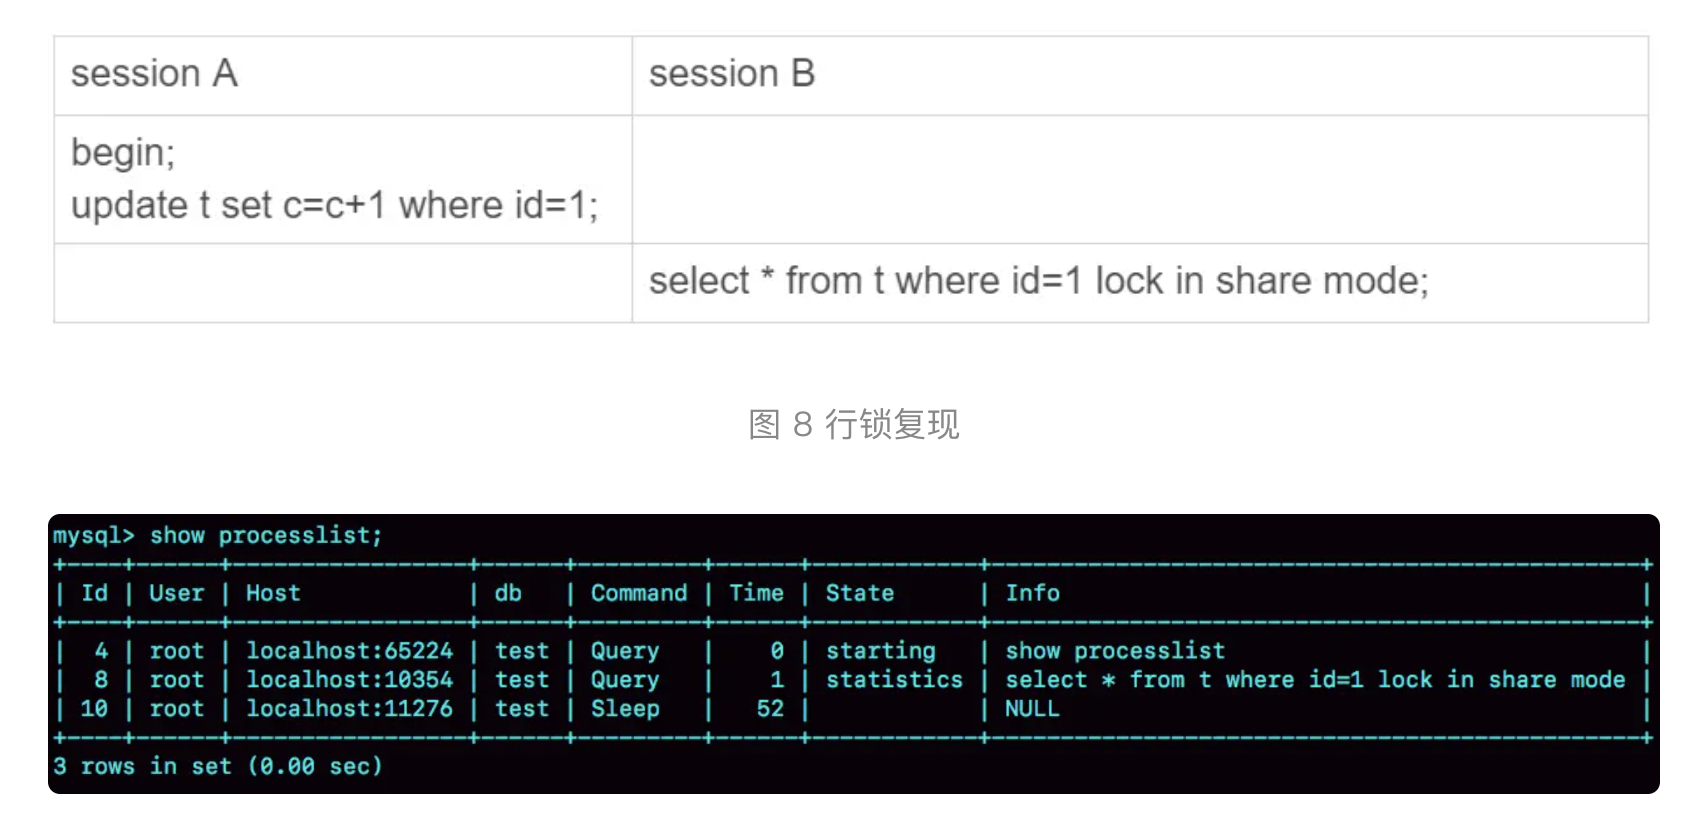 session A
session B
begin;
update t set c=c+1 where id=1;
select * from t where id=1 lock in share mode;
图 8 行锁复现
mysql> show processlist;
+----+------+-----------------+------+---------+------+------------+------------------------------------------------+
| Id | User | Host            | db   | Command | Time | State      | Info                                           |
+----+------+-----------------+------+---------+------+------------+------------------------------------------------+
|  4 | root | localhost:65224 | test | Query   |    0 | starting   | show processlist                               |
|  8 | root | localhost:10354 | test | Query   |    1 | statistics | select * from t where id=1 lock in share mode |
| 10 | root | localhost:11276 | test | Sleep   |   52 |            | NULL                                           |
+----+------+-----------------+------+---------+------+------------+------------------------------------------------+
3 rows in set (0.00 sec)